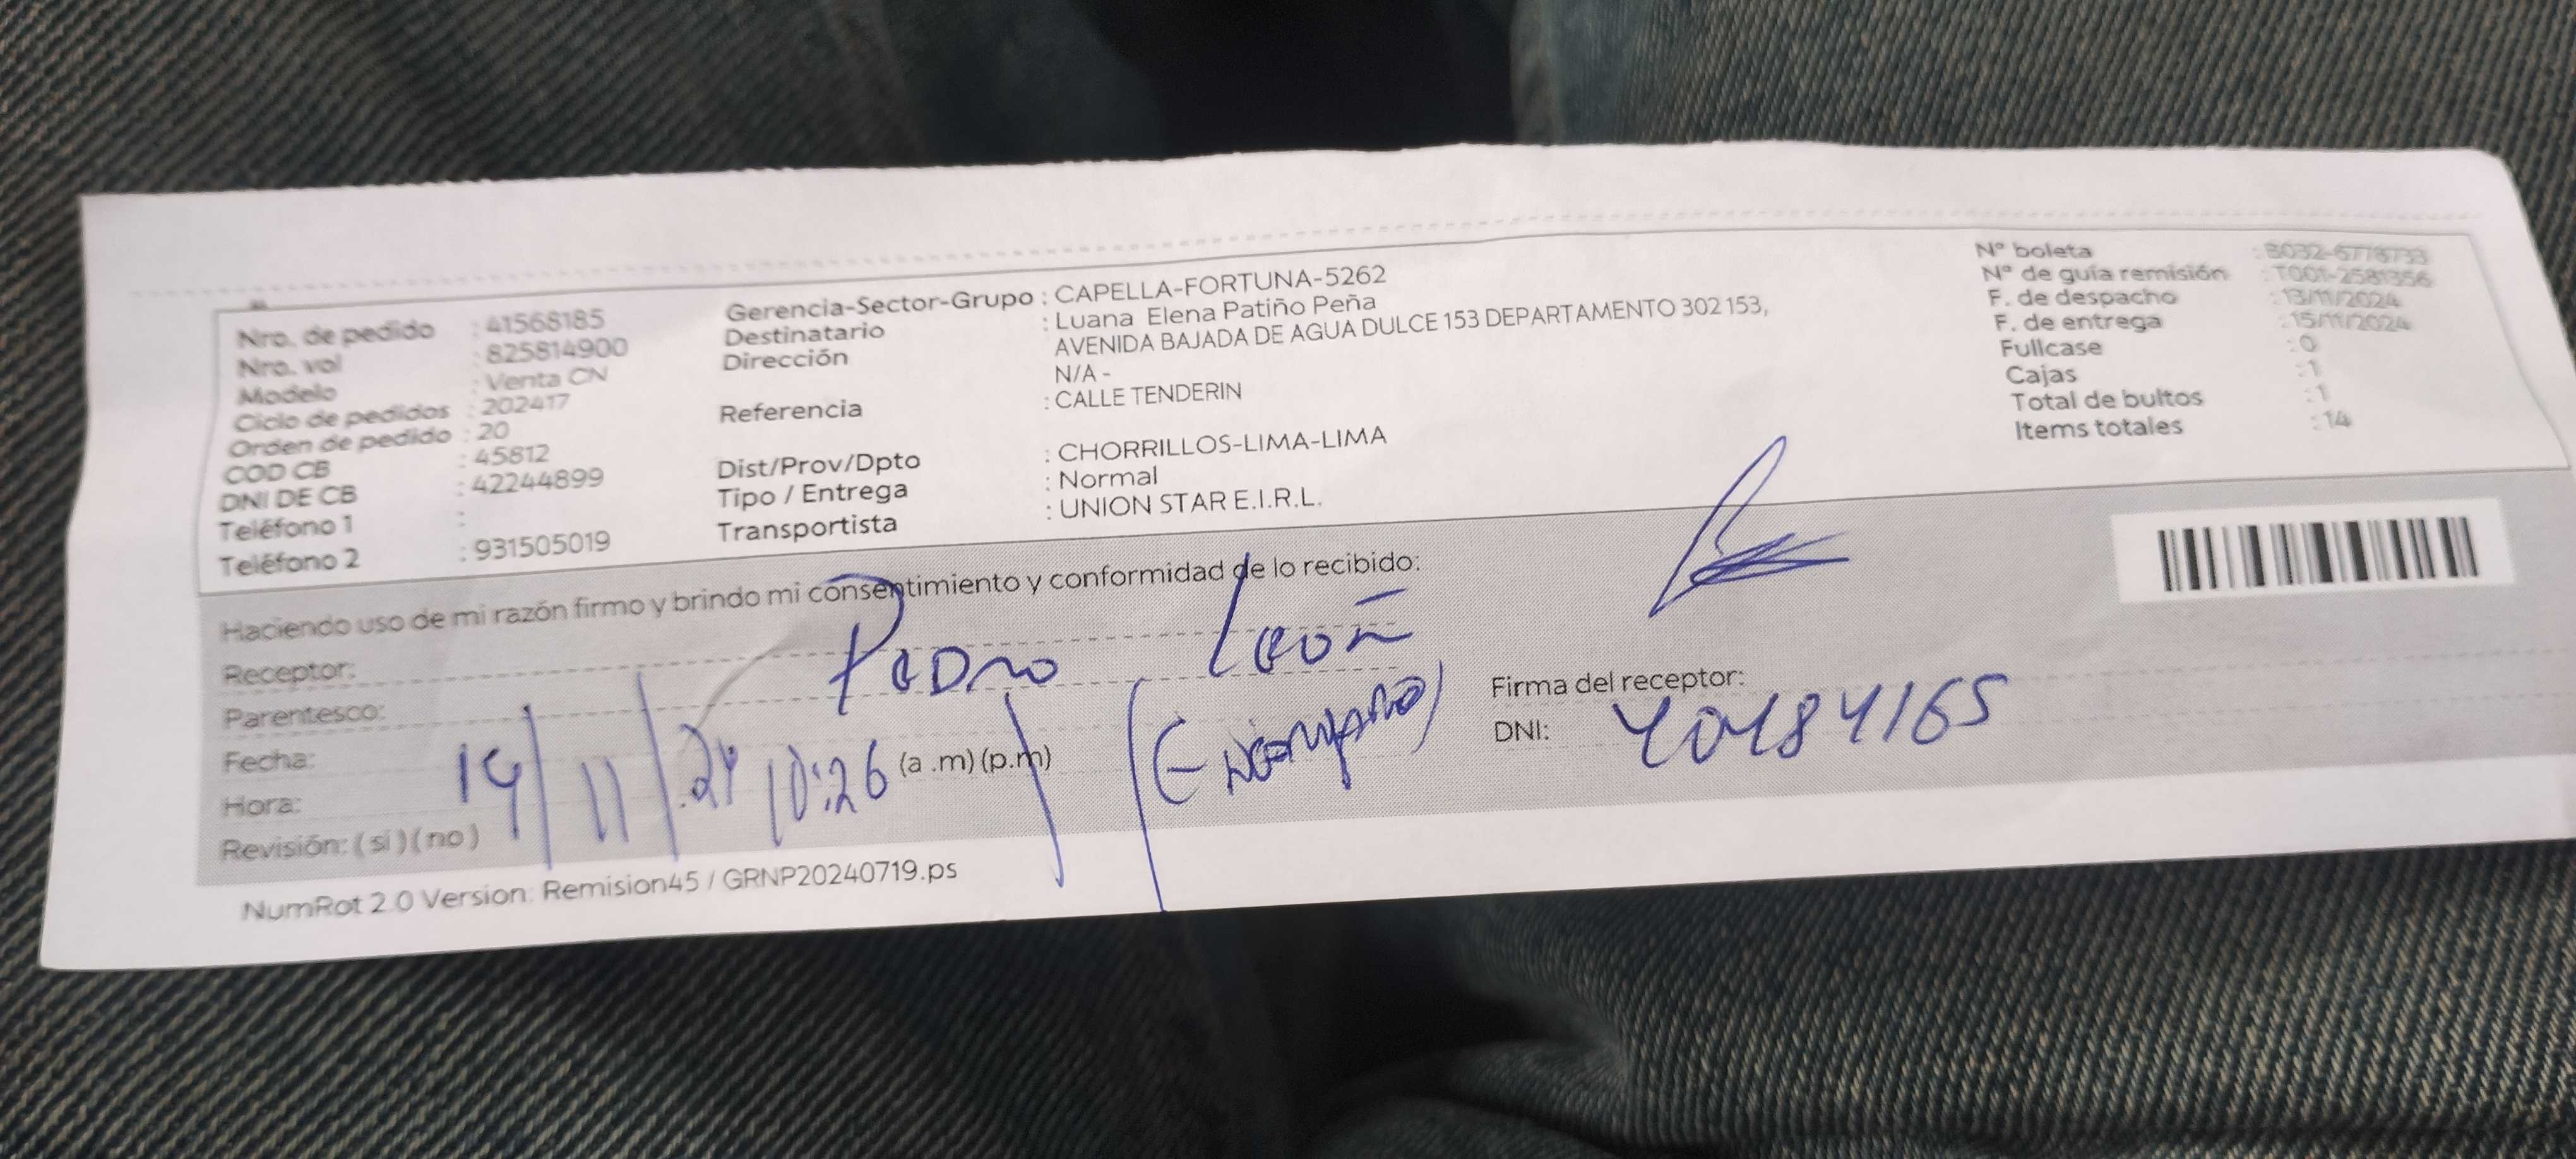 Nro. de pedido : 41568185
Nro. vol : 825814900
Modelo : Venta CN
Ciclo de pedidos : 202417
Orden de pedido : 20
COD CB : 45812
DNI DE CB : 42244899
Teléfono 1 :
Teléfono 2 : 931505019
Gerencia-Sector-Grupo : CAPELLA-FORTUNA-5262
Destinatario : Luana Elena Patiño Peña
Dirección AVENIDA BAJADA DE AGUA DULCE 153 DEPARTAMENTO 302 153,
N/A -
Referencia : CALLE TENDERIN
Dist/Prov/Dpto : CHORRILLOS-LIMA-LIMA
Tipo / Entrega : Normal
Transportista : UNION STAR E.I.R.L.
N° boleta : B032-6778733
N° de guía remisión : T001-2581356
F. de despacho : 13/11/2024
F. de entrega : 15/11/2024
Fullcase : 0
Cajas : 1
Total de bultos : 1
Items totales : 14
Haciendo uso de mi razón firmo y brindo mi consentimiento y conformidad de lo recibido:
Receptor: Pedro León
Parentesco:
Fecha: 14/11/24
Hora: 10:26 (a .m) (p.m)
Revisión: ( si ) ( no )
Firma del receptor:
DNI: 40484165
NumRot 2.0 Version: Remision45 / GRNP20240719.ps